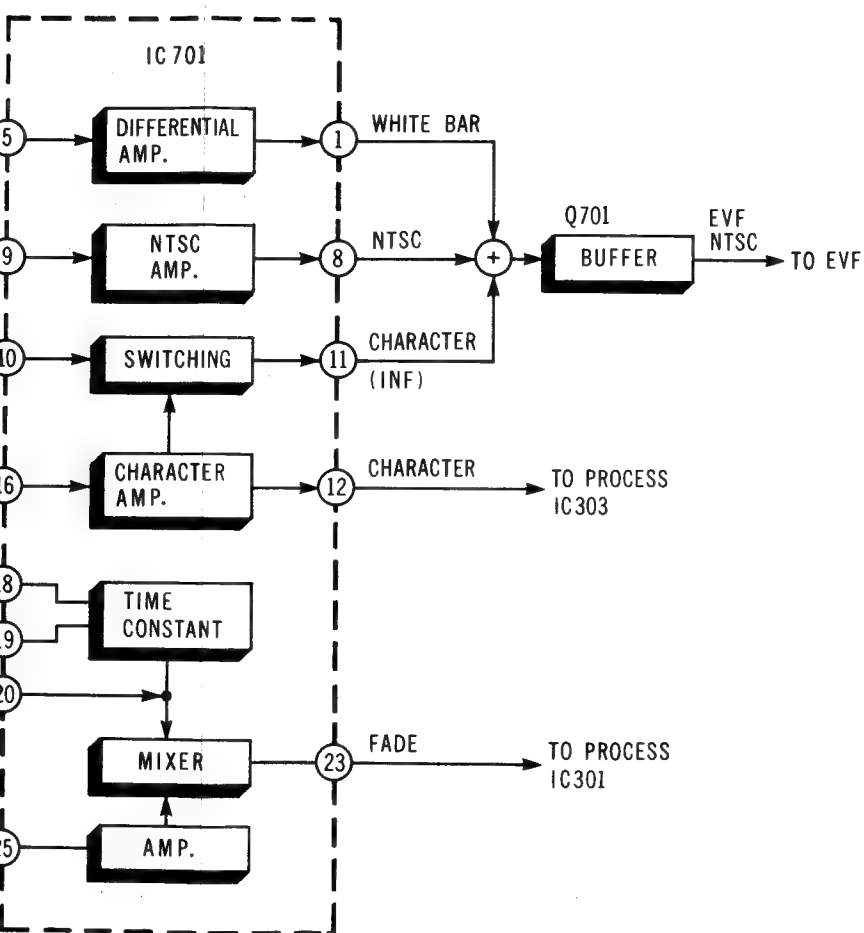 IC 701
5
DIFFERENTIAL
AMP.
1
WHITE BAR
9
NTSC
AMP.
8
NTSC
+
Q701
BUFFER
EVF
NTSC
TO EVF
10
SWITCHING
11
CHARACTER
(INF)
16
CHARACTER
AMP.
12
CHARACTER
TO PROCESS
IC303
18
19
TIME
CONSTANT
20
MIXER
23
FADE
TO PROCESS
IC301
25
AMP.